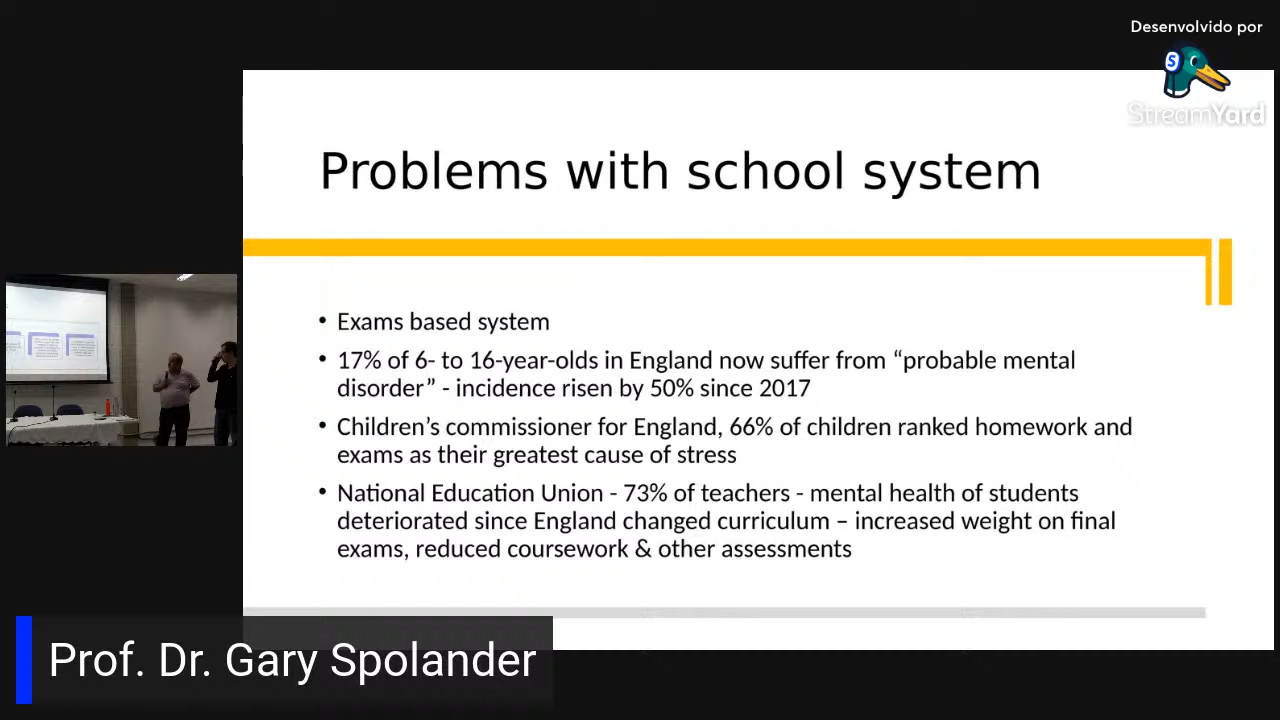 Desenvolvido por
StreamYard
Problems with school system
• Exams based system
• 17% of 6- to 16-year-olds in England now suffer from “probable mental
disorder” - incidence risen by 50% since 2017
• Children’s commissioner for England, 66% of children ranked homework and
exams as their greatest cause of stress
• National Education Union - 73% of teachers - mental health of students
deteriorated since England changed curriculum – increased weight on final
exams, reduced coursework & other assessments
Prof. Dr. Gary Spolander